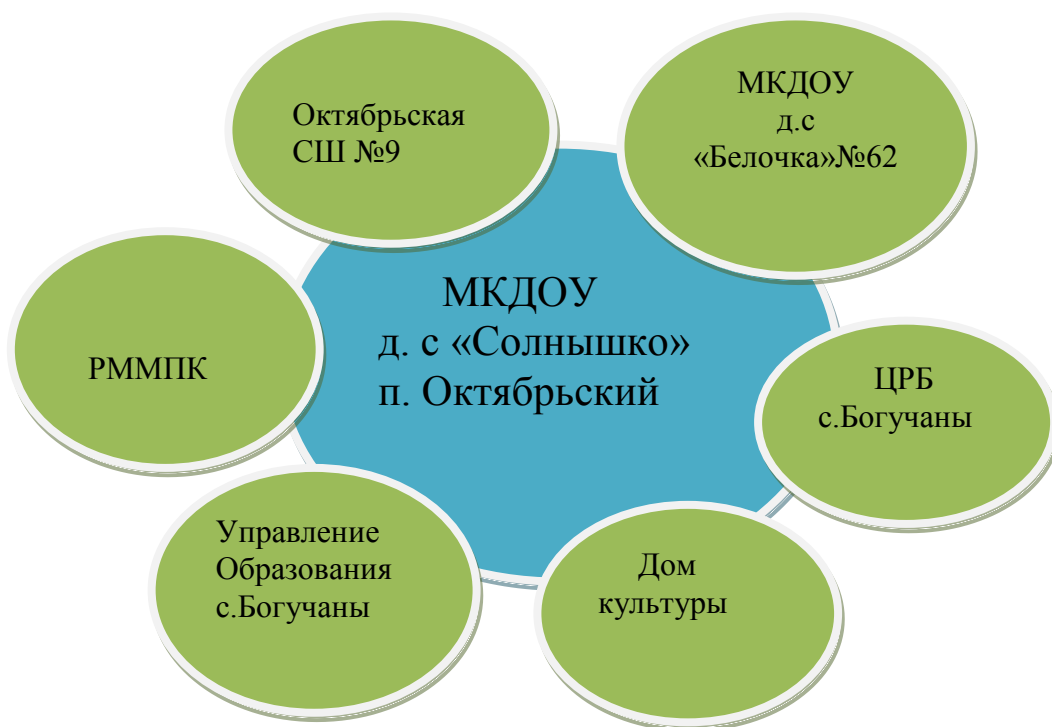 Октябрьская
СШ №9
МКДОУ
д.с
«Белочка»№62
МКДОУ
д. с «Солнышко»
п. Октябрьский
РММПК
ЦРБ
с.Богучаны
Управление
Образования
с.Богучаны
Дом
культуры